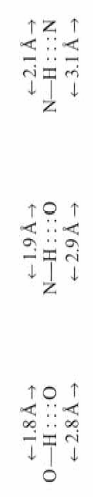 ←1.8 Å→
O—H:::O
←2.8 Å→
←1.9 Å→
N—H:::O
←2.9 Å→
←2.1 Å→
N—H:::N
←3.1 Å→